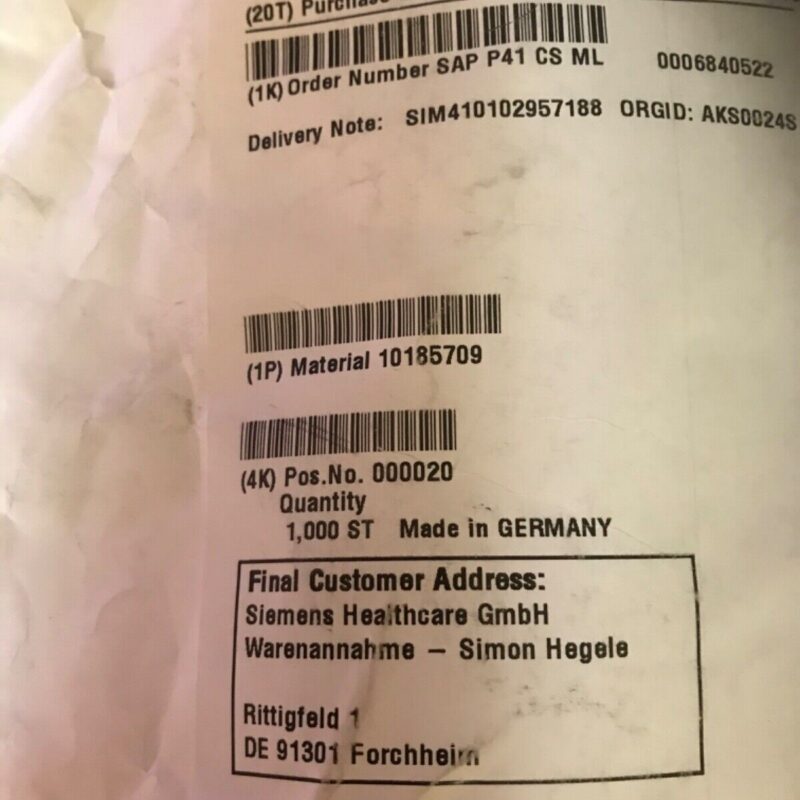 (20T) Purchase
(1K) Order Number SAP P41 CS ML 0006840522
Delivery Note: SIM410102957188 ORGID: AKS0024S
(1P) Material 10185709
(4K) Pos.No. 000020
Quantity
1,000 ST Made in GERMANY
Final Customer Address:
Siemens Healthcare GmbH
Warenannahme – Simon Hegele
Rittigfeld 1
DE 91301 Forchheim